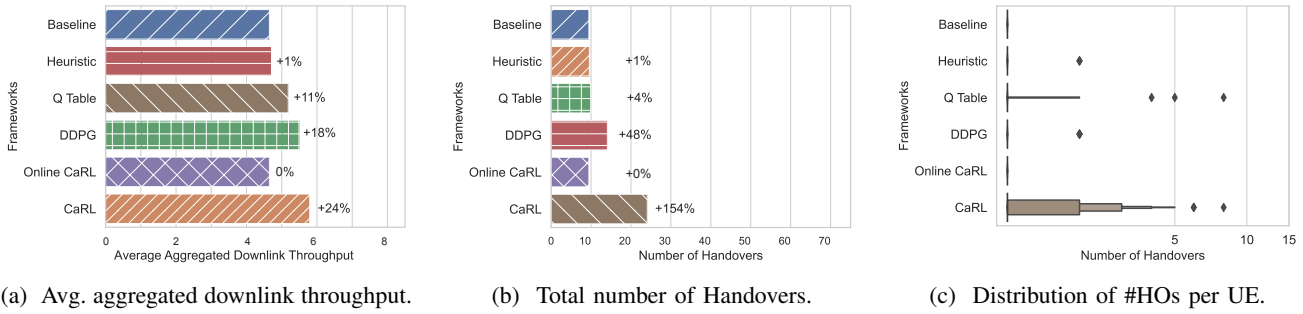 Frameworks
Baseline
Heuristic
+1%
Q Table
+11%
DDPG
+18%
Online CaRL
0%
CaRL
+24%
0 2 4 6 8
Average Aggregated Downlink Throughput
(a) Avg. aggregated downlink throughput.
Frameworks
Baseline
Heuristic
+1%
Q Table
+4%
DDPG
+48%
Online CaRL
+0%
CaRL
+154%
0 10 20 30 40 50 60 70
Number of Handovers
(b) Total number of Handovers.
Frameworks
Baseline
Heuristic
Q Table
DDPG
Online CaRL
CaRL
5 10 15
Number of Handovers
(c) Distribution of #HOs per UE.